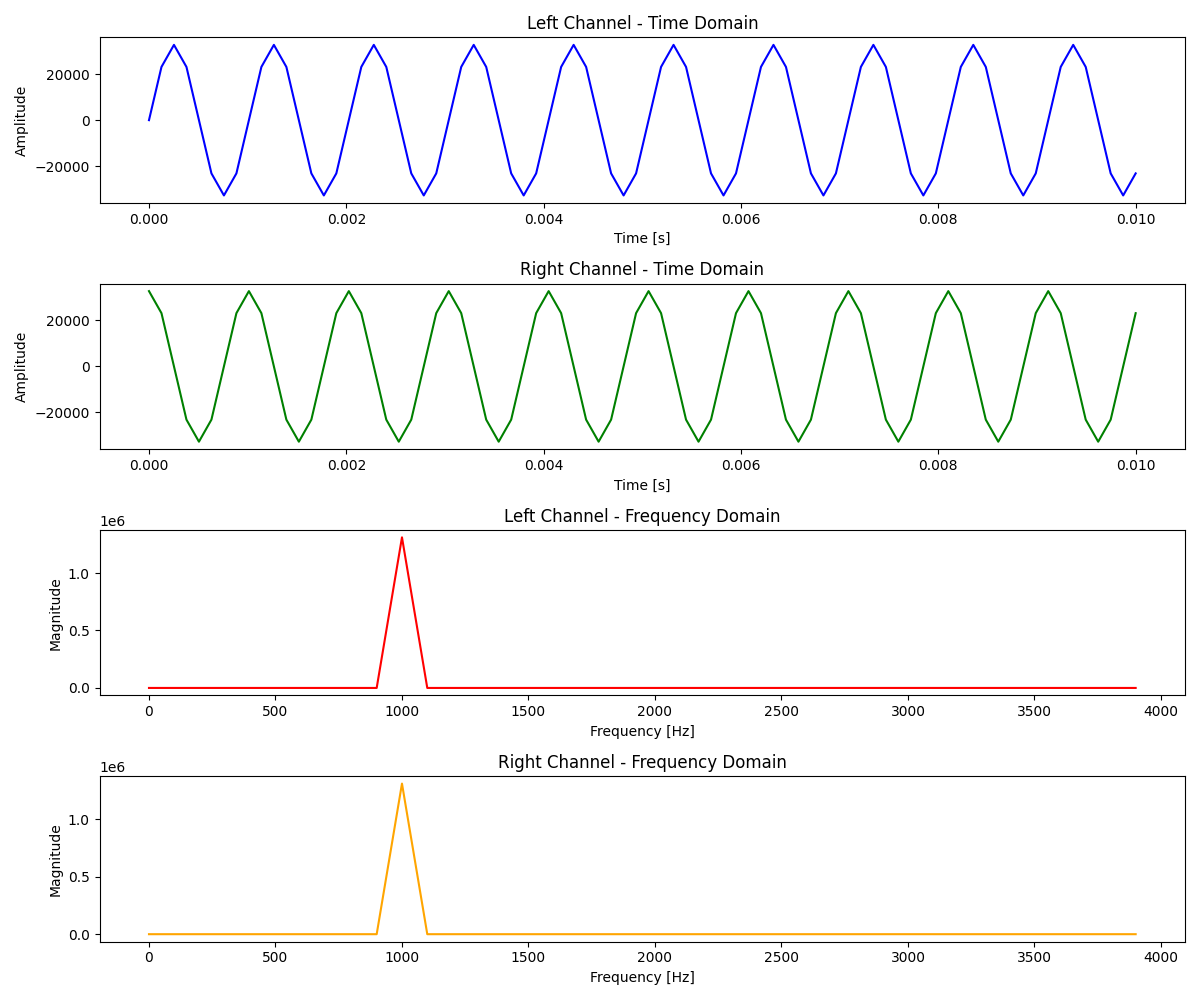 Left Channel - Time Domain
Amplitude
20000
0
−20000
0.000 0.002 0.004 0.006 0.008 0.010
Time [s]
Right Channel - Time Domain
Amplitude
20000
0
−20000
0.000 0.002 0.004 0.006 0.008 0.010
Time [s]
Left Channel - Frequency Domain
1e6
Magnitude
1.0
0.5
0.0
0 500 1000 1500 2000 2500 3000 3500 4000
Frequency [Hz]
Right Channel - Frequency Domain
1e6
Magnitude
1.0
0.5
0.0
0 500 1000 1500 2000 2500 3000 3500 4000
Frequency [Hz]